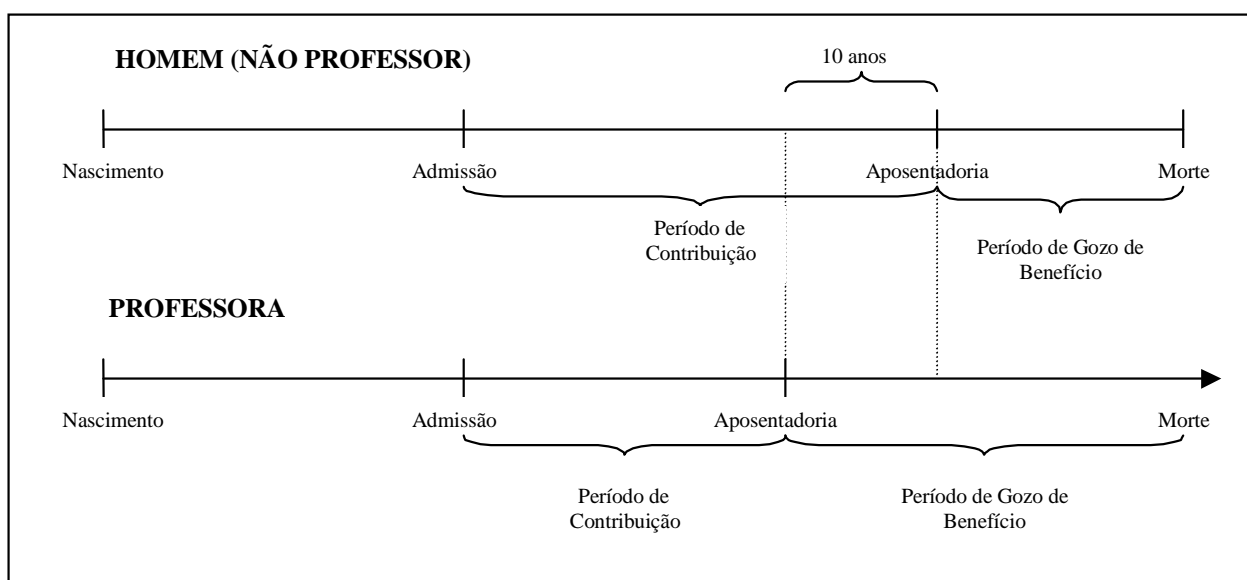 HOMEM (NÃO PROFESSOR)
10 anos
Nascimento
Admissão
Aposentadoria
Morte
Período de
Contribuição
Período de Gozo de
Benefício
PROFESSORA
Nascimento
Admissão
Aposentadoria
Morte
Período de
Contribuição
Período de Gozo de
Benefício